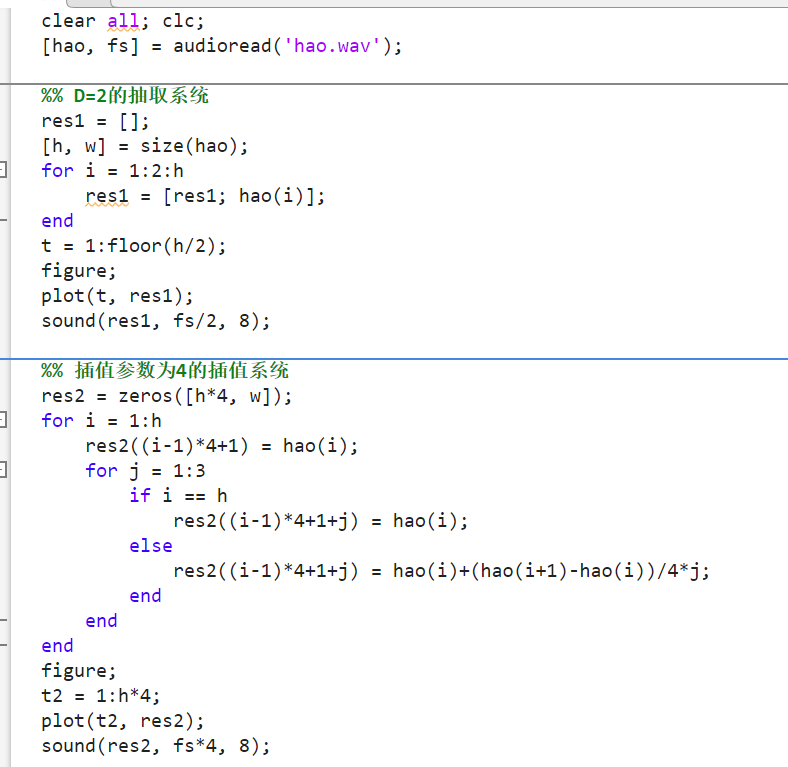 clear all; clc;
[hao, fs] = audioread('hao.wav');
%% D=2的抽取系统
res1 = [];
[h, w] = size(hao);
for i = 1:2:h
    res1 = [res1; hao(i)];
end
t = 1:floor(h/2);
figure;
plot(t, res1);
sound(res1, fs/2, 8);
%% 插值参数为4的插值系统
res2 = zeros([h*4, w]);
for i = 1:h
    res2((i-1)*4+1) = hao(i);
    for j = 1:3
        if i == h
            res2((i-1)*4+1+j) = hao(i);
        else
            res2((i-1)*4+1+j) = hao(i)+(hao(i+1)-hao(i))/4*j;
        end
    end
end
figure;
t2 = 1:h*4;
plot(t2, res2);
sound(res2, fs*4, 8);